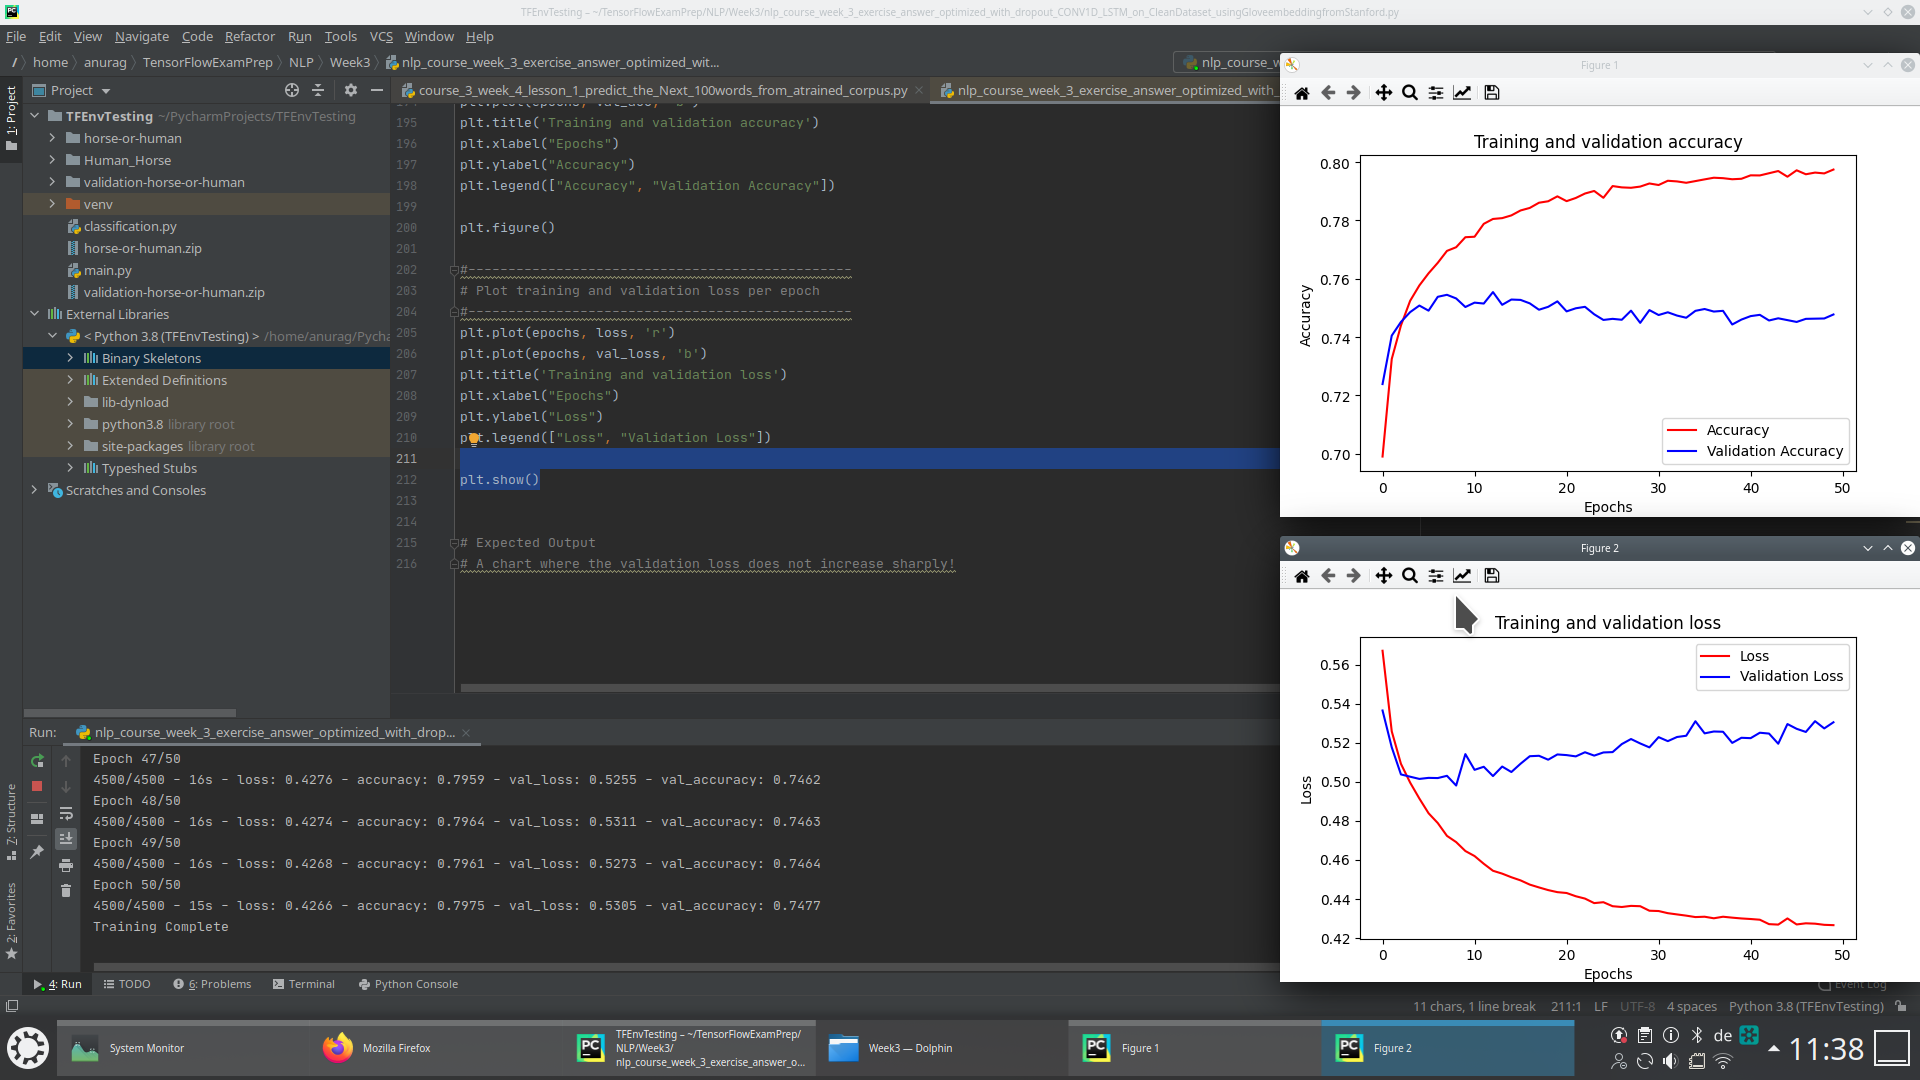 TFEnvTesting – ~/TensorFlowExamPrep/NLP/Week3/nlp_course_week_3_exercise_answer_optimized_with_dropout_CONV1D_LSTM_on_CleanDataset_usingGloveembeddingfromStanford.py
File Edit View Navigate Code Refactor Run Tools VCS Window Help
/ home anurag TensorFlowExamPrep NLP Week3 nlp_course_week_3_exercise_answer_optimized_wit...
nlp_course_w
Project
course_3_week_4_lesson_1_predict_the_Next_100words_from_atrained_corpus.py
nlp_course_week_3_exercise_answer_optimized_with_
1: Project
7: Structure
2: Favorites
TFEnvTesting ~/PycharmProjects/TFEnvTesting
horse-or-human
Human_Horse
validation-horse-or-human
venv
classification.py
horse-or-human.zip
main.py
validation-horse-or-human.zip
External Libraries
< Python 3.8 (TFEnvTesting) > /home/anurag/Pycha
Binary Skeletons
Extended Definitions
lib-dynload
python3.8 library root
site-packages library root
Typeshed Stubs
Scratches and Consoles
195 plt.title('Training and validation accuracy')
196 plt.xlabel("Epochs")
197 plt.ylabel("Accuracy")
198 plt.legend(["Accuracy", "Validation Accuracy"])
199
200 plt.figure()
201
202 #------------------------------------------------
203 # Plot training and validation loss per epoch
204 #------------------------------------------------
205 plt.plot(epochs, loss, 'r')
206 plt.plot(epochs, val_loss, 'b')
207 plt.title('Training and validation loss')
208 plt.xlabel("Epochs")
209 plt.ylabel("Loss")
210 plt.legend(["Loss", "Validation Loss"])
211
212 plt.show()
213
214
215 # Expected Output
216 # A chart where the validation loss does not increase sharply!
Figure 1
Training and validation accuracy
Accuracy
0.80
0.78
0.76
0.74
0.72
0.70
Accuracy
Validation Accuracy
0 10 20 30 40 50
Epochs
Figure 2
Training and validation loss
Loss
0.56
0.54
0.52
0.50
0.48
0.46
0.44
0.42
Loss
Validation Loss
0 10 20 30 40 50
Epochs
Run: nlp_course_week_3_exercise_answer_optimized_with_drop...
Epoch 47/50
4500/4500 - 16s - loss: 0.4276 - accuracy: 0.7959 - val_loss: 0.5255 - val_accuracy: 0.7462
Epoch 48/50
4500/4500 - 16s - loss: 0.4274 - accuracy: 0.7964 - val_loss: 0.5311 - val_accuracy: 0.7463
Epoch 49/50
4500/4500 - 16s - loss: 0.4268 - accuracy: 0.7961 - val_loss: 0.5273 - val_accuracy: 0.7464
Epoch 50/50
4500/4500 - 15s - loss: 0.4266 - accuracy: 0.7975 - val_loss: 0.5305 - val_accuracy: 0.7477
Training Complete
4: Run TODO 6: Problems Terminal Python Console
Event Log
11 chars, 1 line break 211:1 LF UTF-8 4 spaces Python 3.8 (TFEnvTesting)
System Monitor
Mozilla Firefox
PC
TFEnvTesting – ~/TensorFlowExamPrep/
NLP/Week3/
nlp_course_week_3_exercise_answer_o...
Week3 — Dolphin
PC
Figure 1
PC
Figure 2
de
11:38